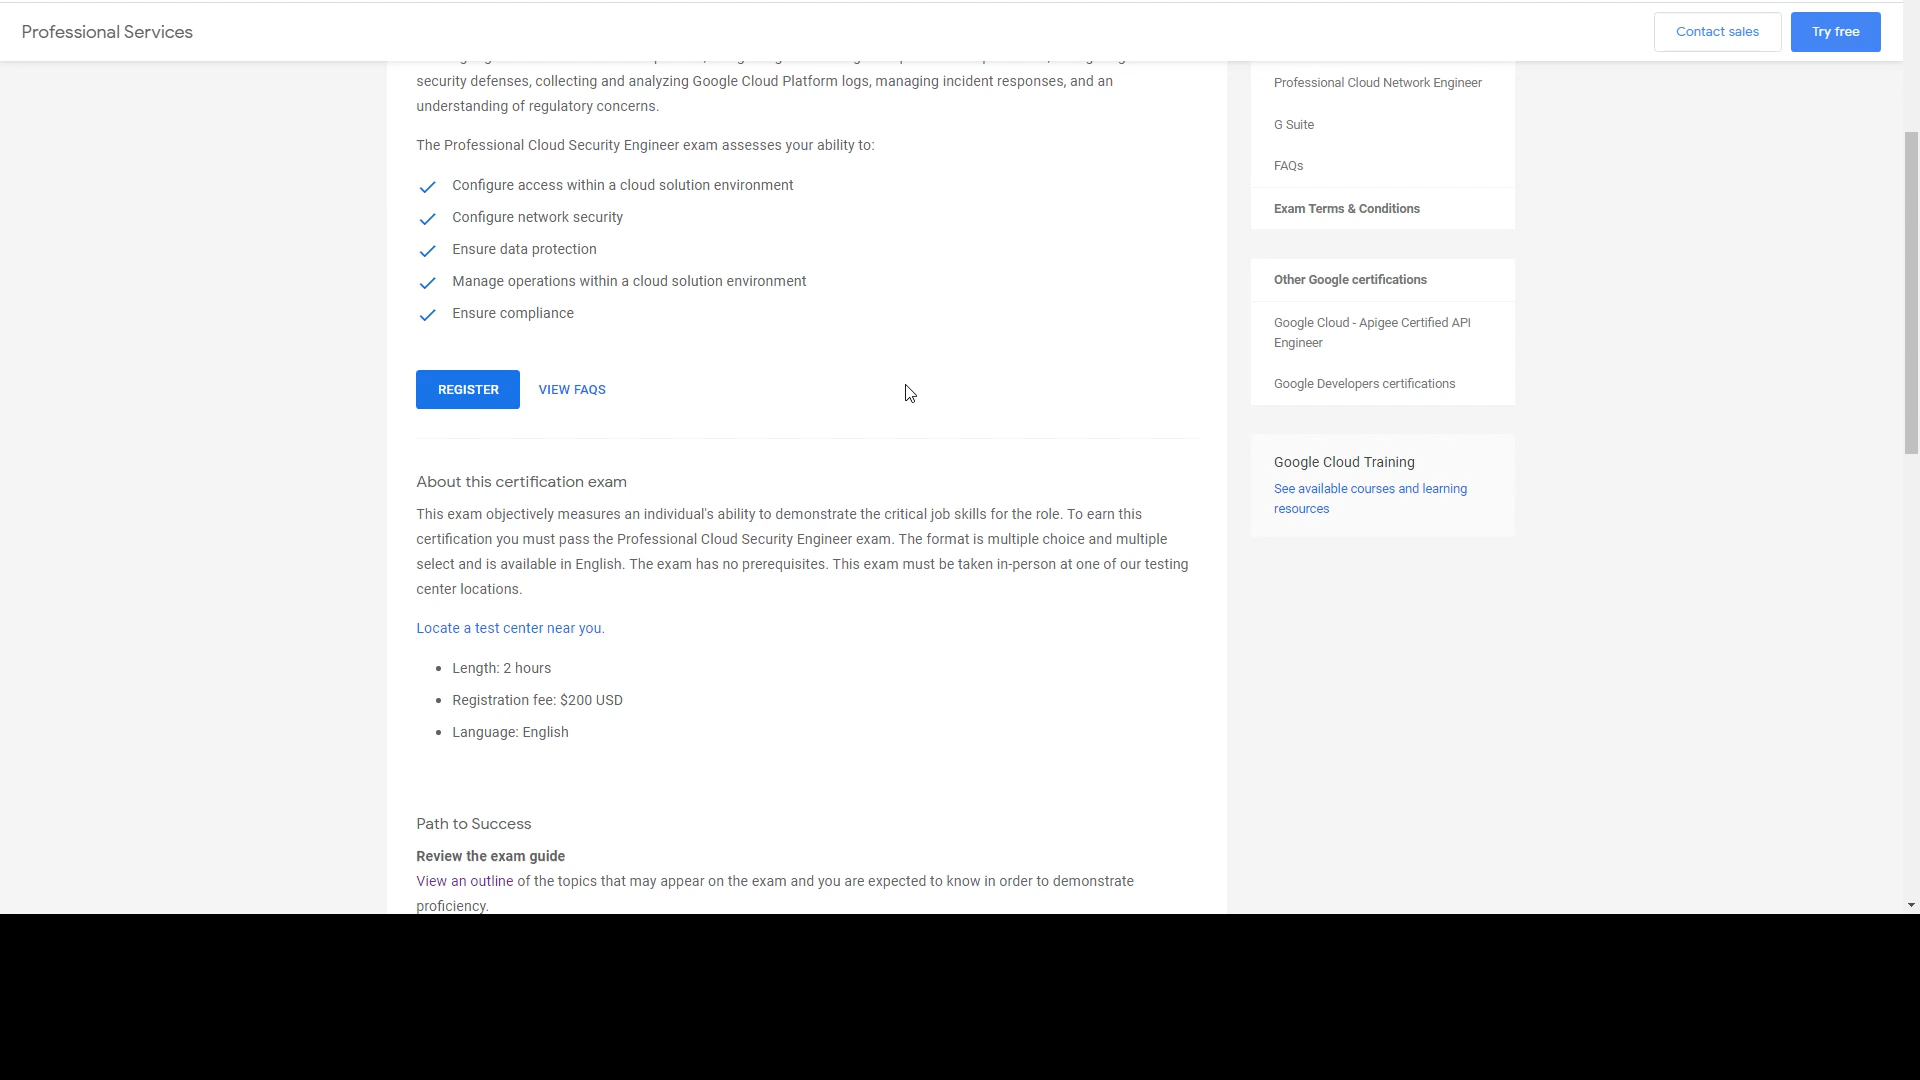 Professional Services
Contact sales
Try free
security defenses, collecting and analyzing Google Cloud Platform logs, managing incident responses, and an
understanding of regulatory concerns.
The Professional Cloud Security Engineer exam assesses your ability to:
Configure access within a cloud solution environment
Configure network security
Ensure data protection
Manage operations within a cloud solution environment
Ensure compliance
REGISTER
VIEW FAQS
About this certification exam
This exam objectively measures an individual's ability to demonstrate the critical job skills for the role. To earn this
certification you must pass the Professional Cloud Security Engineer exam. The format is multiple choice and multiple
select and is available in English. The exam has no prerequisites. This exam must be taken in-person at one of our testing
center locations.
Locate a test center near you.
Length: 2 hours
Registration fee: $200 USD
Language: English
Path to Success
Review the exam guide
View an outline of the topics that may appear on the exam and you are expected to know in order to demonstrate
proficiency.
Professional Cloud Network Engineer
G Suite
FAQs
Exam Terms & Conditions
Other Google certifications
Google Cloud - Apigee Certified API
Engineer
Google Developers certifications
Google Cloud Training
See available courses and learning
resources